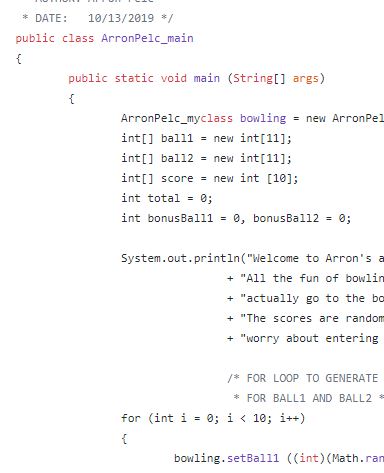 * DATE:   10/13/2019 */
public class ArronPelc_main
{
public static void main (String[] args)
{
ArronPelc_myclass bowling = new ArronPel
int[] ball1 = new int[11];
int[] ball2 = new int[11];
int[] score = new int [10];
int total = 0;
int bonusBall1 = 0, bonusBall2 = 0;
System.out.println("Welcome to Arron's a
+ "All the fun of bowlin
+ "actually go to the bo
+ "The scores are random
+ "worry about entering
/* FOR LOOP TO GENERATE
* FOR BALL1 AND BALL2 *
for (int i = 0; i < 10; i++)
{
bowling.setBall1 ((int)(Math.ran